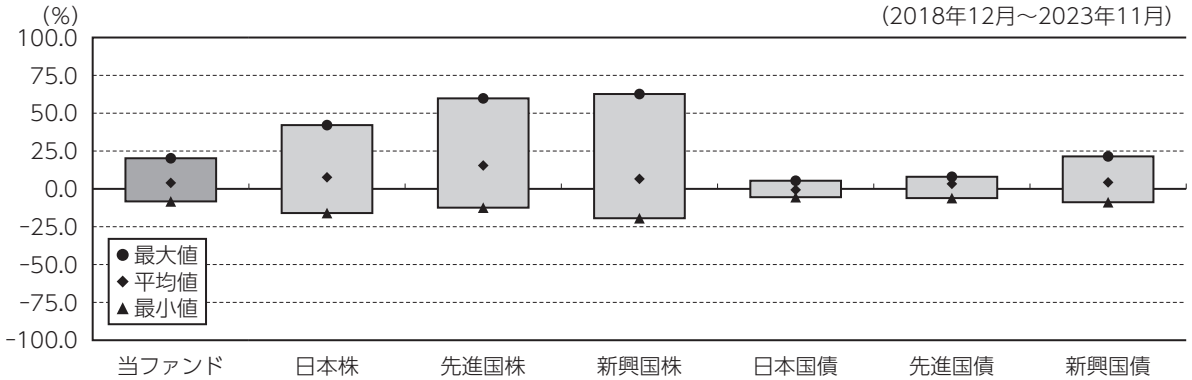 (%)
(2018年12月～2023年11月)
100.0
75.0
50.0
25.0
0.0
-25.0
-50.0
-75.0
-100.0
●最大値
◆平均値
▲最小値
当ファンド 日本株 先進国株 新興国株 日本国債 先進国債 新興国債